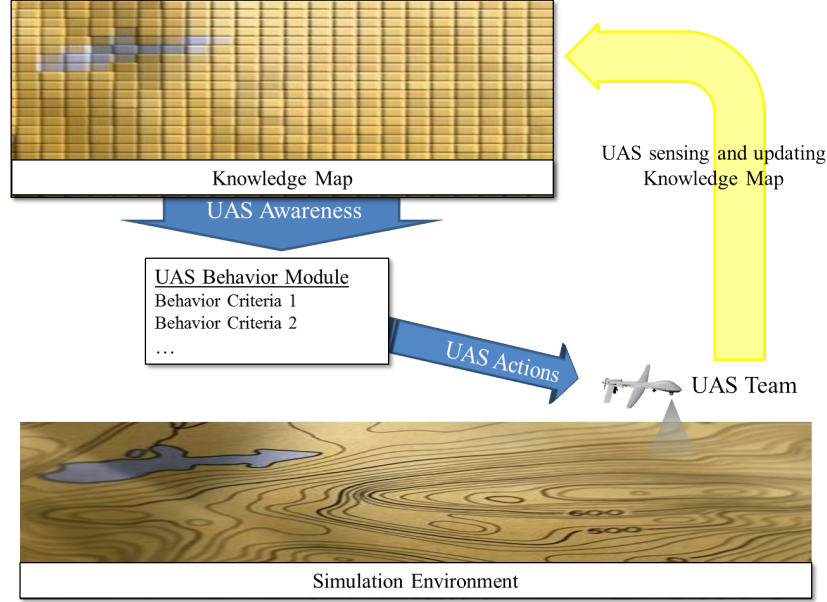 Knowledge Map
UAS sensing and updating
Knowledge Map
UAS Awareness
UAS Behavior Module
Behavior Criteria 1
Behavior Criteria 2
…
UAS Actions
UAS Team
600
500
Simulation Environment